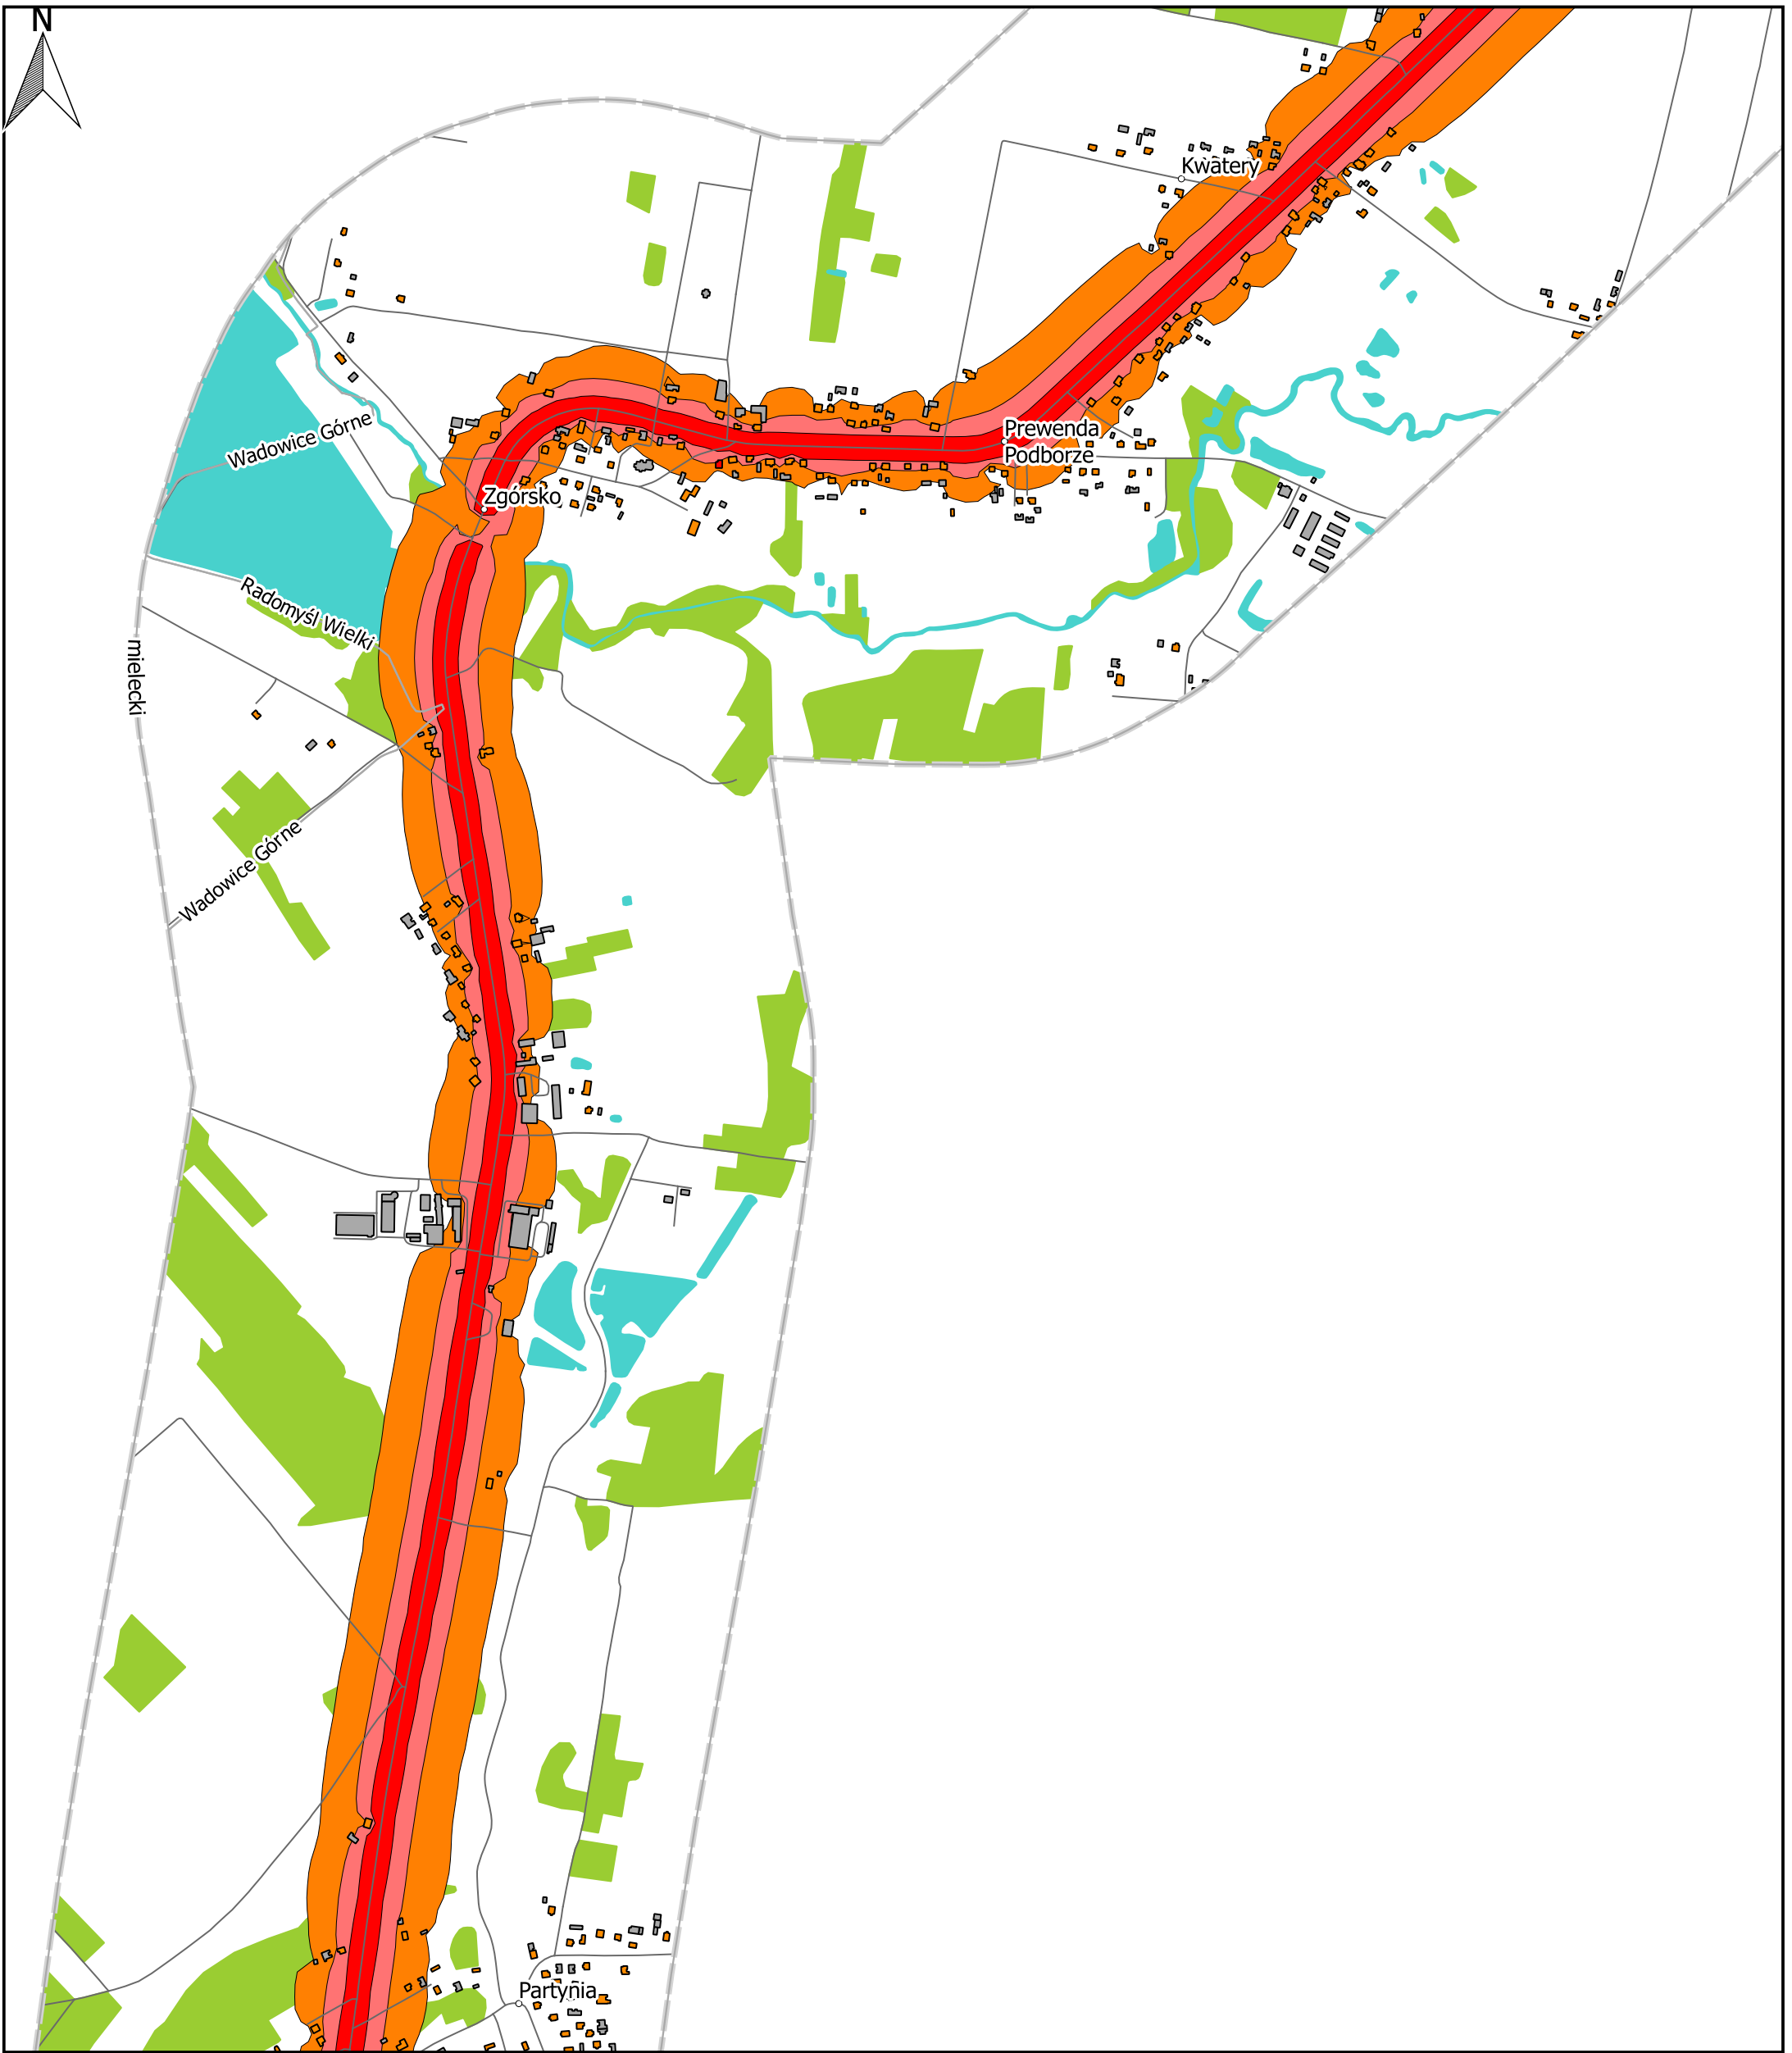 N
Kwatery
Wadowice Górne
Prewenda
Podborze
Zgórsko
Radomyśl Wielki
mielecki
Wadowice Górne
Partynia